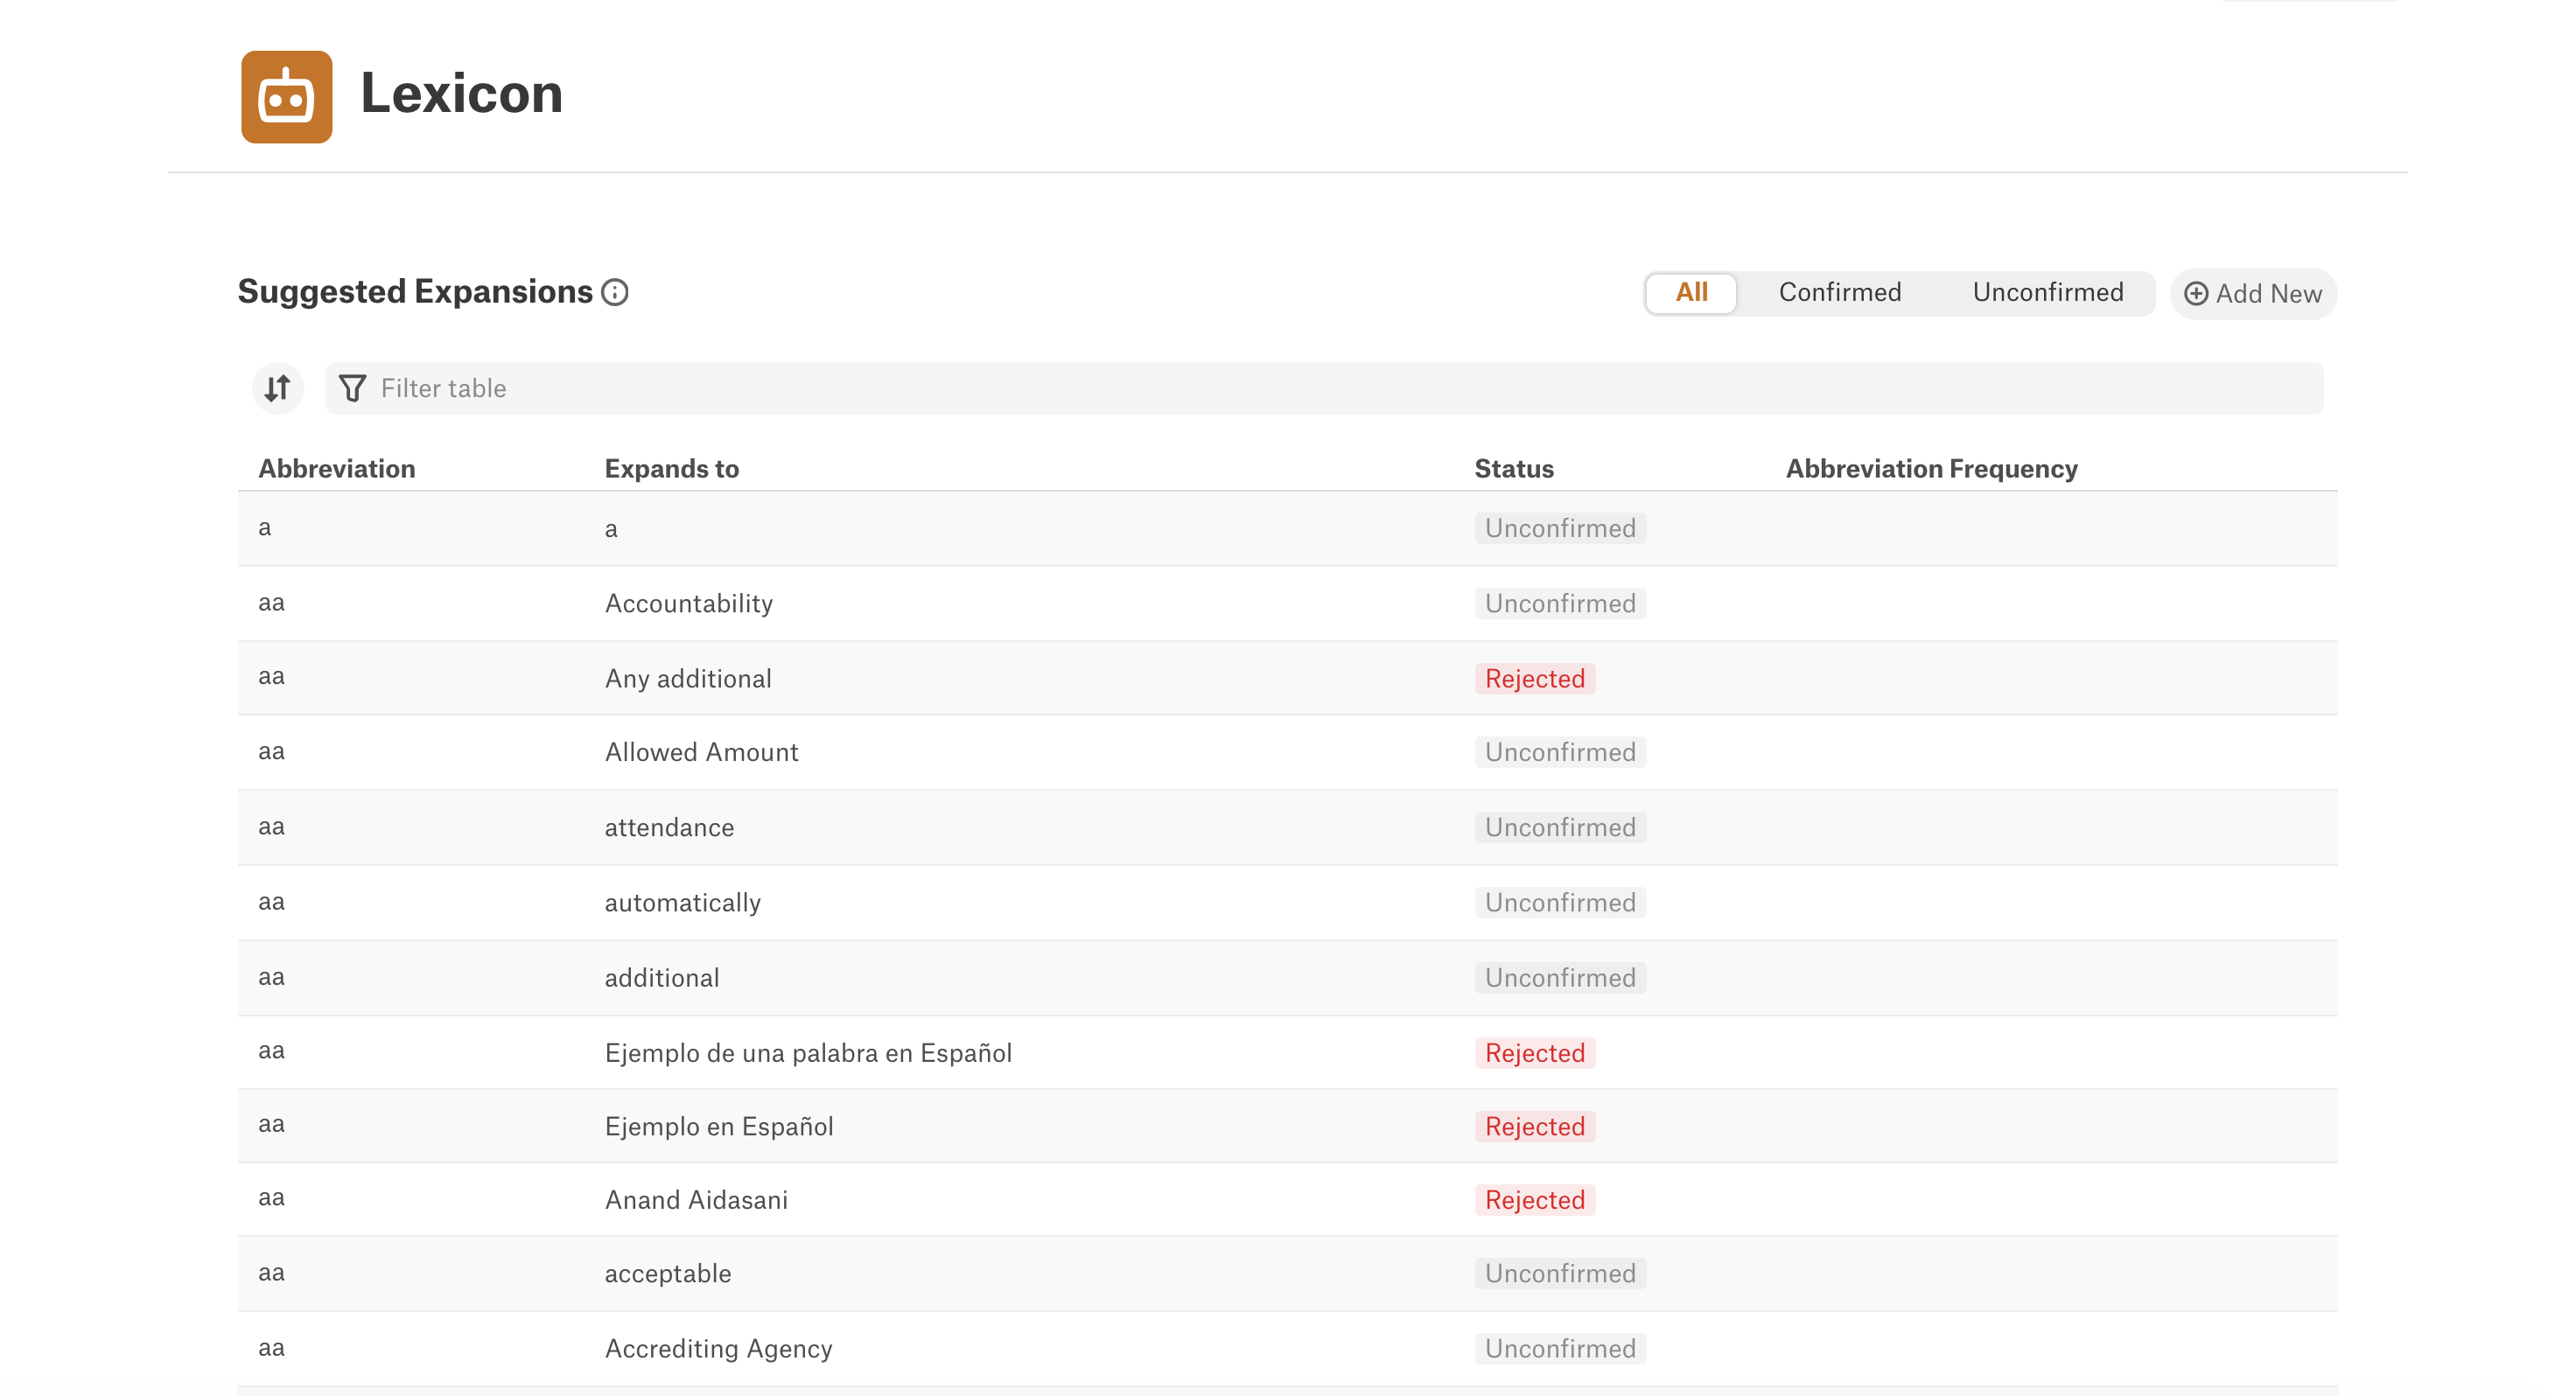 Lexicon
Suggested Expansions
All Confirmed Unconfirmed Add New
Filter table
Abbreviation Expands to Status Abbreviation Frequency
a a Unconfirmed
aa Accountability Unconfirmed
aa Any additional Rejected
aa Allowed Amount Unconfirmed
aa attendance Unconfirmed
aa automatically Unconfirmed
aa additional Unconfirmed
aa Ejemplo de una palabra en Español Rejected
aa Ejemplo en Español Rejected
aa Anand Aidasani Rejected
aa acceptable Unconfirmed
aa Accrediting Agency Unconfirmed